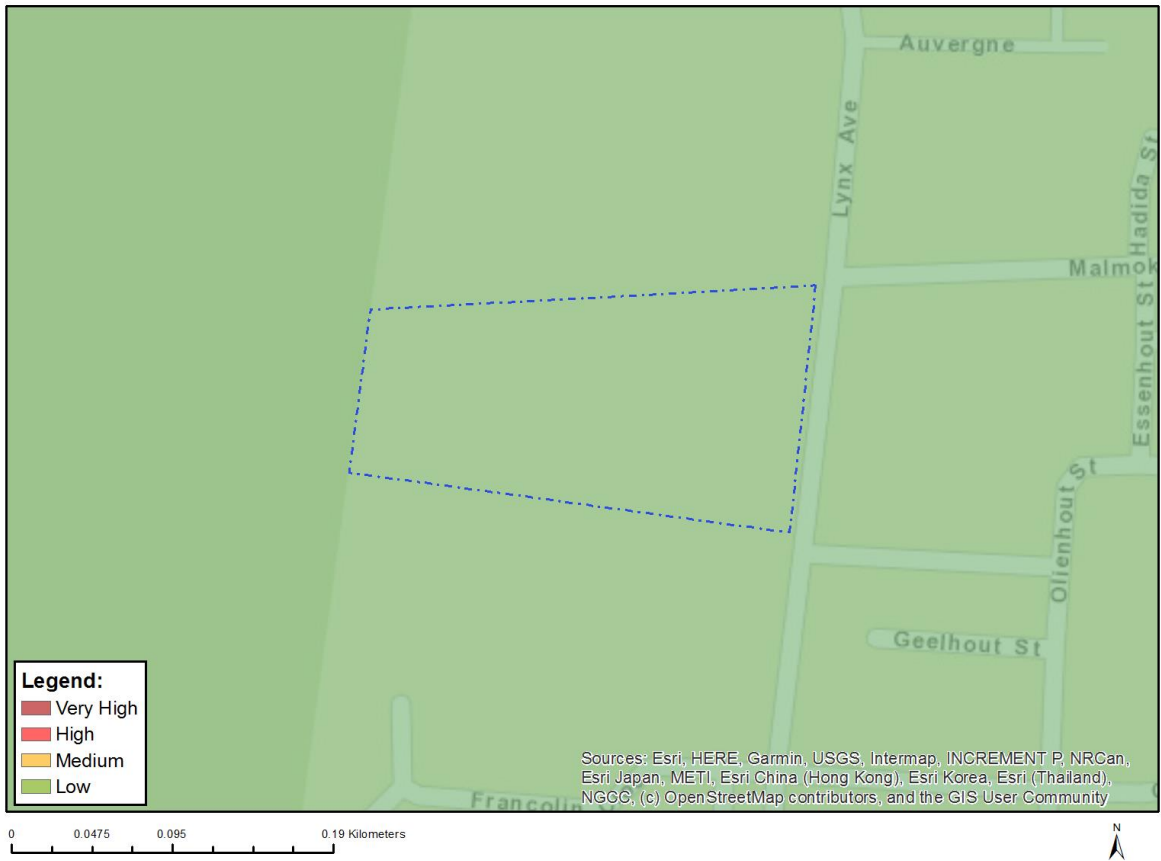 Auvergne
Lynx Ave
Hadida St
Malmok
Essenhout St
Olienhout St
Geelhout St
Francolin
Legend:
Very High
High
Medium
Low
Sources: Esri, HERE, Garmin, USGS, Intermap, INCREMENT P, NRCan,
Esri Japan, METI, Esri China (Hong Kong), Esri Korea, Esri (Thailand),
NGCC, (c) OpenStreetMap contributors, and the GIS User Community
0 0.0475 0.095 0.19 Kilometers
N